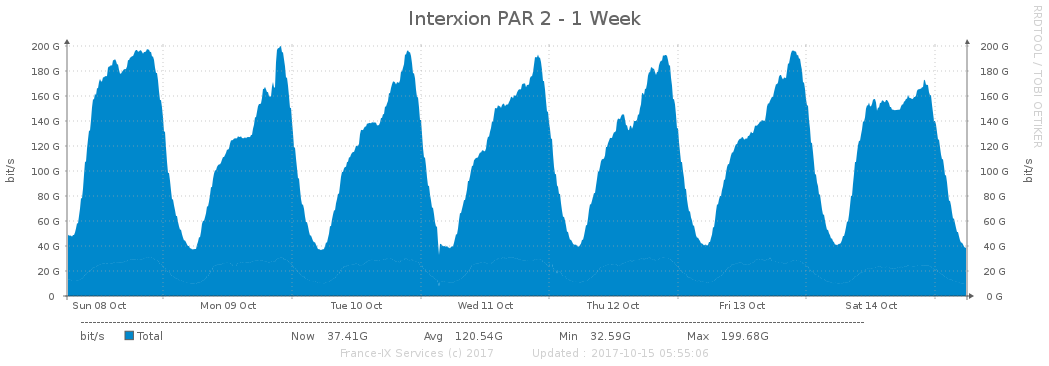 Interxion PAR 2 - 1 Week
RRDTOOL / TOBI OETIKER
bit/s
200 G
180 G
160 G
140 G
120 G
100 G
80 G
60 G
40 G
20 G
0
200 G
180 G
160 G
140 G
120 G
100 G
80 G
60 G
40 G
20 G
0 G
bit/s
Sun 08 Oct Mon 09 Oct Tue 10 Oct Wed 11 Oct Thu 12 Oct Fri 13 Oct Sat 14 Oct
bit/s Total Now 37.41G Avg 120.54G Min 32.59G Max 199.68G
France-IX Services (c) 2017 Updated : 2017-10-15 05:55:06